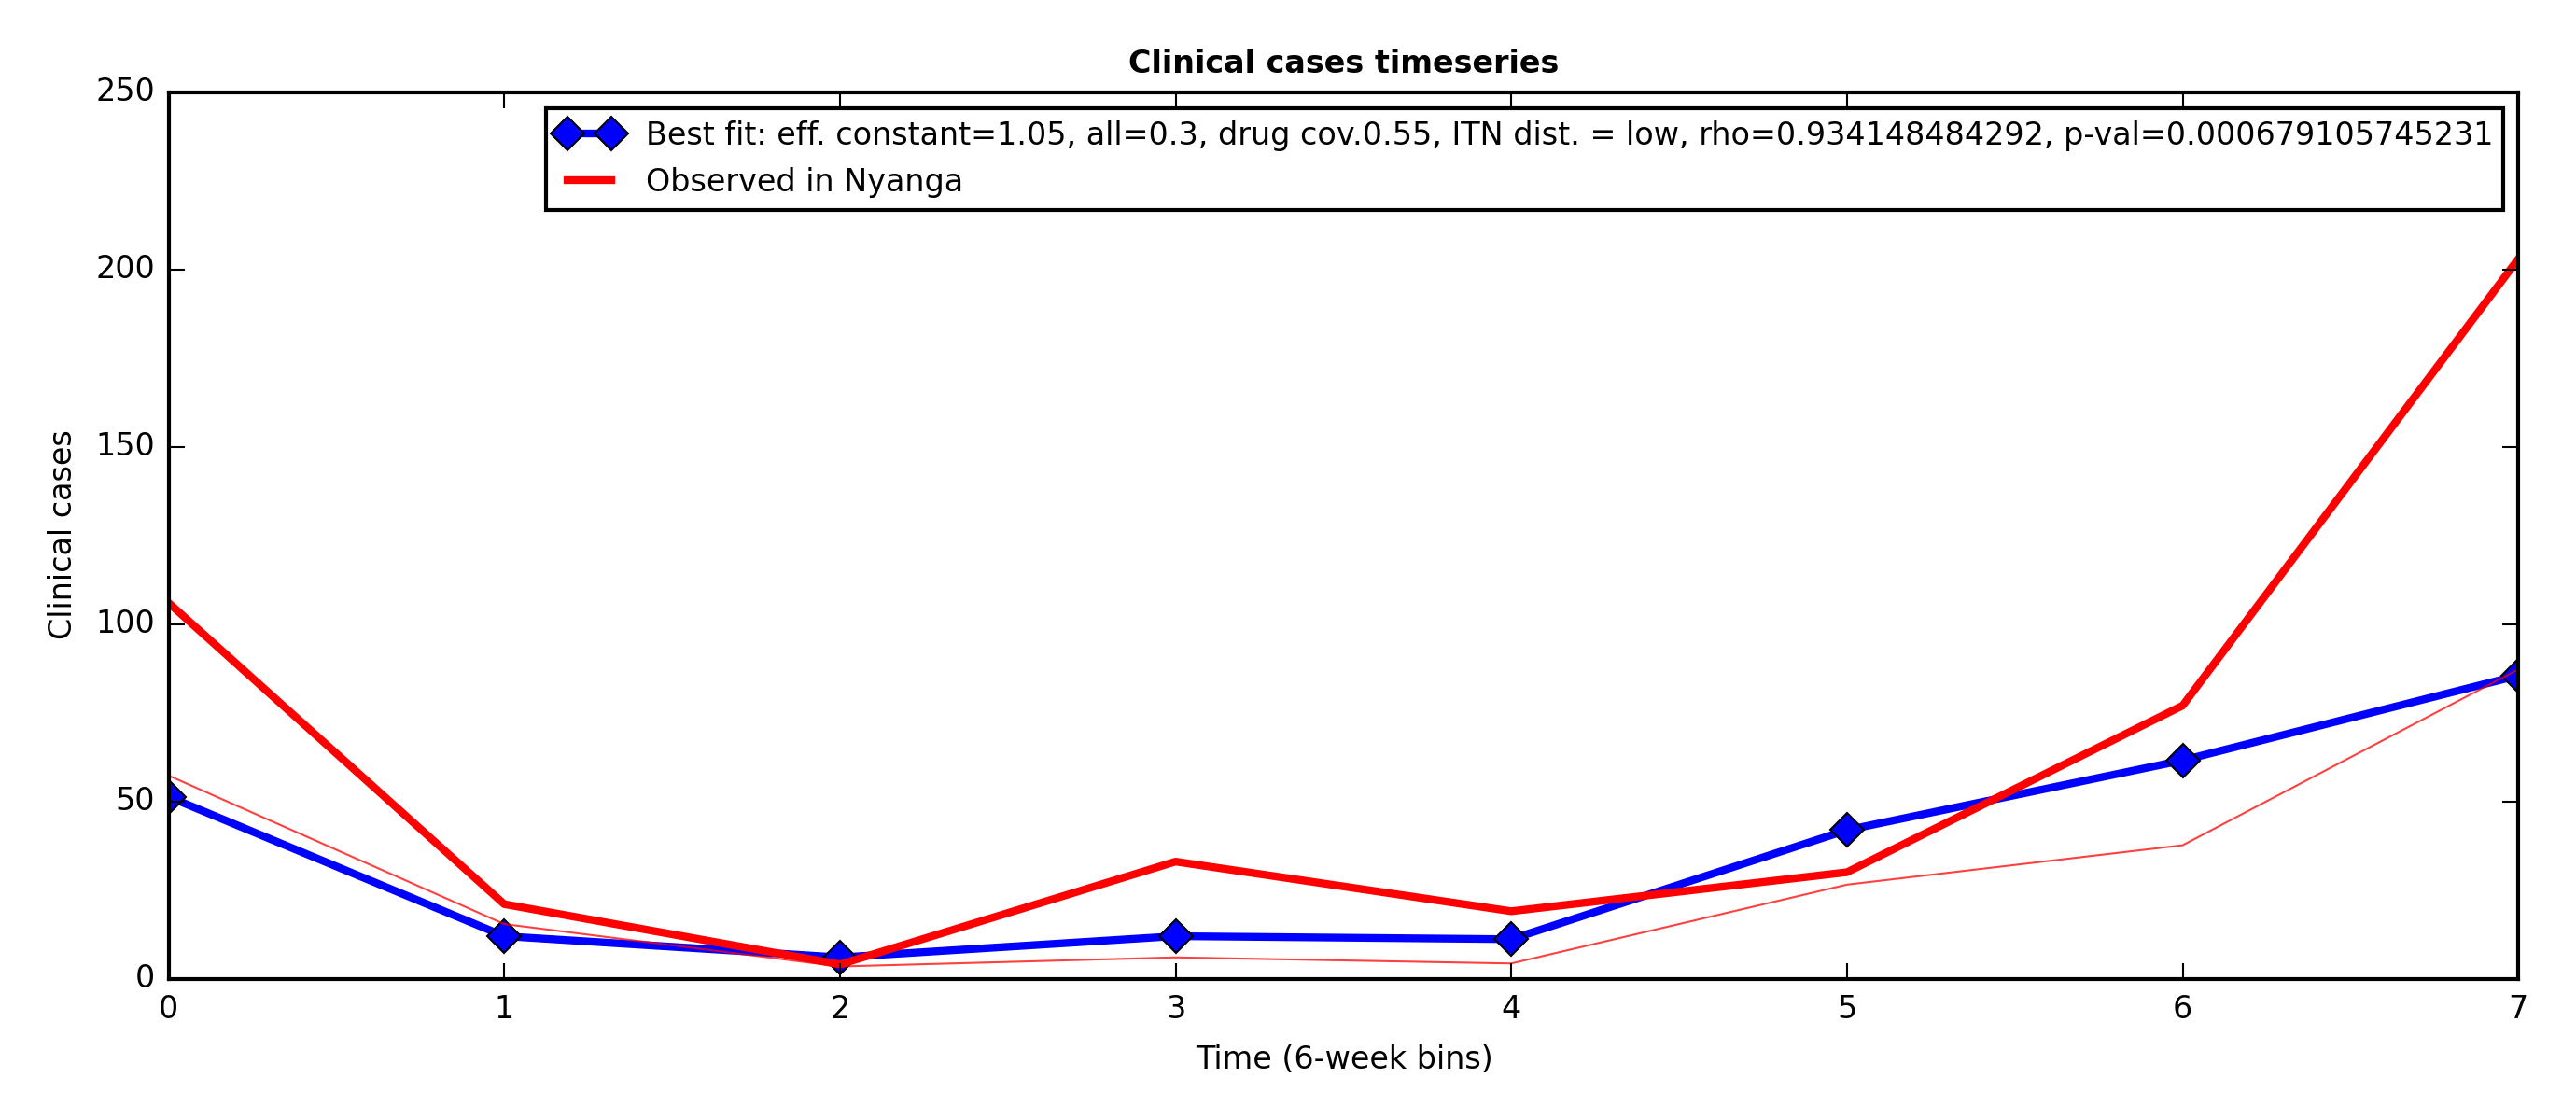 Clinical cases timeseries
250
200
150
100
50
0
Clinical cases
Best fit: eff. constant=1.05, all=0.3, drug cov.0.55, ITN dist. = low, rho=0.934148484292, p-val=0.000679105745231
Observed in Nyanga
0 1 2 3 4 5 6 7
Time (6-week bins)